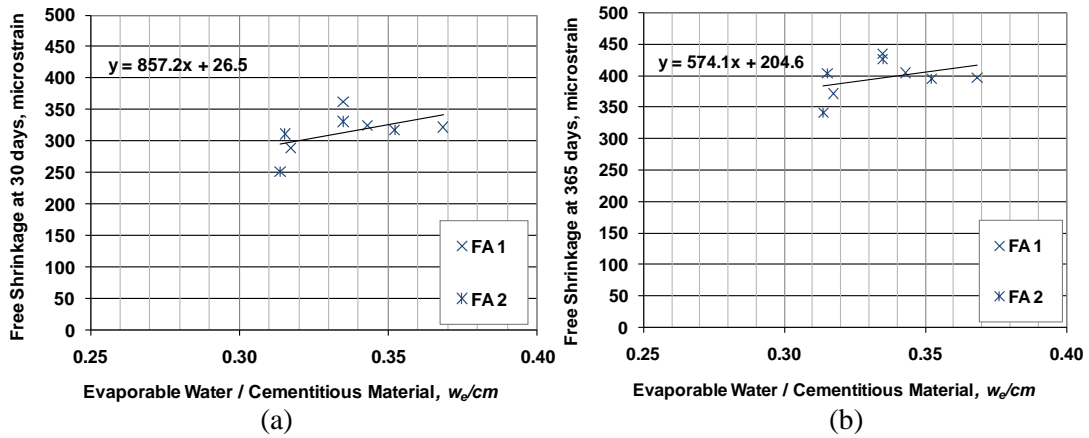 Free Shrinkage at 30 days, microstrain
500
450
400
350
300
250
200
150
100
50
0
y = 857.2x + 26.5
FA 1
FA 2
0.25
0.30
0.35
0.40
Evaporable Water / Cementitious Material, we/cm
(a)
Free Shrinkage at 365 days, microstrain
500
450
400
350
300
250
200
150
100
50
0
y = 574.1x + 204.6
FA 1
FA 2
0.25
0.30
0.35
0.40
Evaporable Water / Cementitious Material, we/cm
(b)